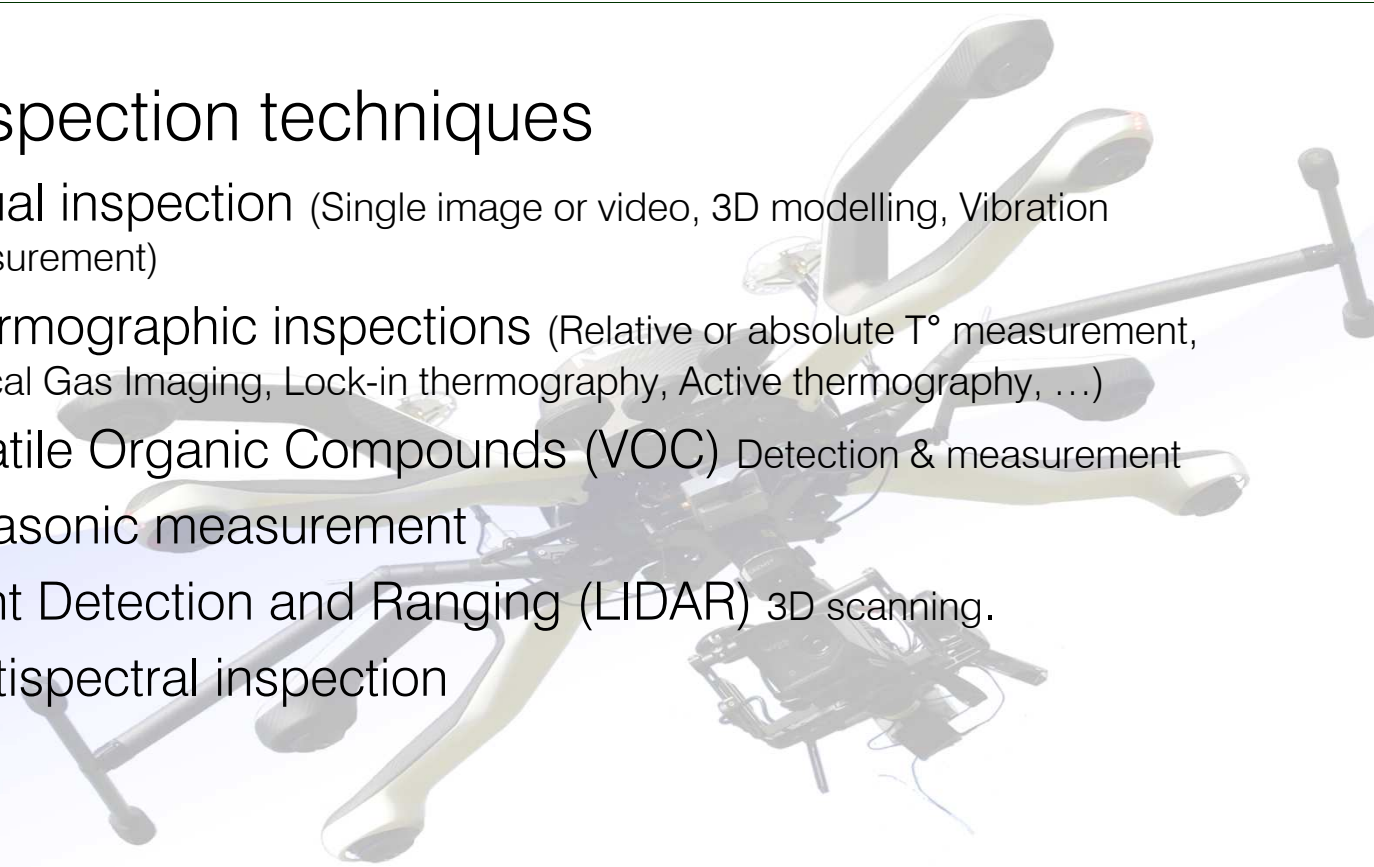 spection techniques
ual inspection (Single image or video, 3D modelling, Vibration
surement)
rmographic inspections (Relative or absolute T° measurement,
cal Gas Imaging, Lock-in thermography, Active thermography, …)
atile Organic Compounds (VOC) Detection & measurement
asonic measurement
nt Detection and Ranging (LIDAR) 3D scanning.
tispectral inspection